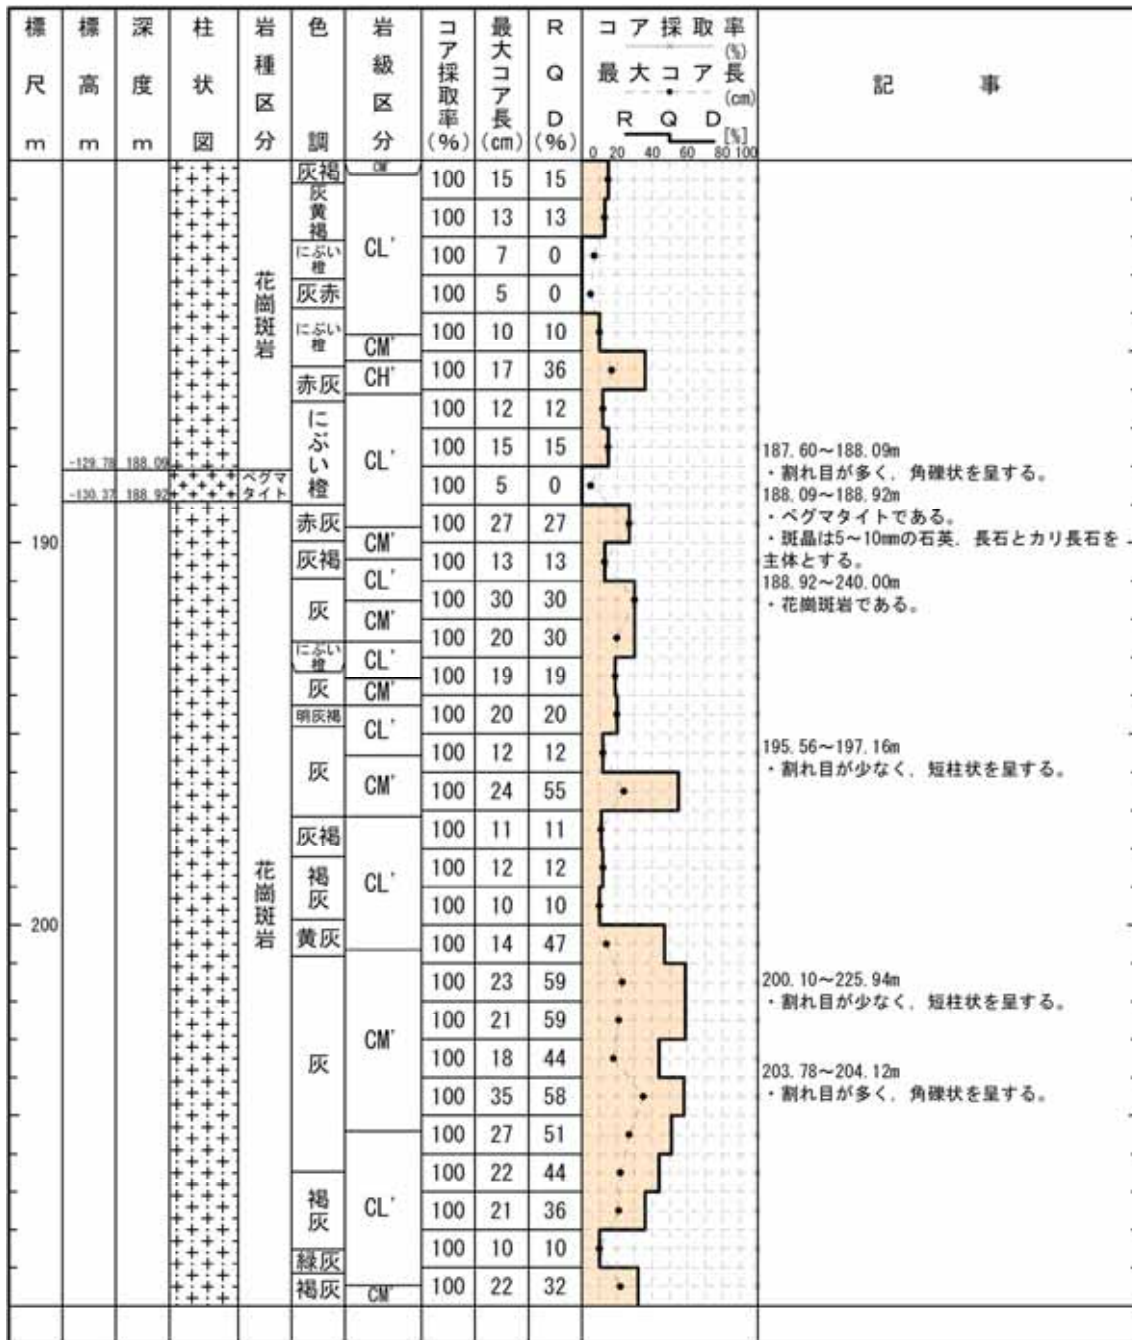 標尺 m
標高 m
深度 m
柱状図
岩種区分
色調
岩級区分
コア採取率(%)
最大コア長(cm)
RQD(%)
コア採取率(%)
最大コア長(cm)
RQD[%]
0 20 40 60 80 100
記事
190
200
-129.78 188.09
-130.37 188.92
花崗斑岩
ペグマタイト
花崗斑岩
灰褐
灰黄褐
にぶい橙
灰赤
にぶい橙
赤灰
にぶい橙
赤灰
灰褐
灰
にぶい橙
灰
明灰褐
灰
灰褐
褐灰
黄灰
灰
褐灰
緑灰
褐灰
CL'
CM'
CH'
CL'
CM'
CL'
CM'
CL'
CM'
CL'
CM'
CL'
CM'
CL'
CM'
100 15 15
100 13 13
100 7 0
100 5 0
100 10 10
100 17 36
100 12 12
100 15 15
100 5 0
100 27 27
100 13 13
100 30 30
100 20 30
100 19 19
100 20 20
100 12 12
100 24 55
100 11 11
100 12 12
100 10 10
100 14 47
100 23 59
100 21 59
100 18 44
100 35 58
100 27 51
100 22 44
100 21 36
100 10 10
100 22 32
187.60～188.09m
・割れ目が多く，角礫状を呈する。
188.09～188.92m
・ペグマタイトである。
・斑晶は5～10mmの石英，長石とカリ長石を
主体とする。
188.92～240.00m
・花崗斑岩である。
195.56～197.16m
・割れ目が少なく，短柱状を呈する。
200.10～225.94m
・割れ目が少なく，短柱状を呈する。
203.78～204.12m
・割れ目が多く，角礫状を呈する。